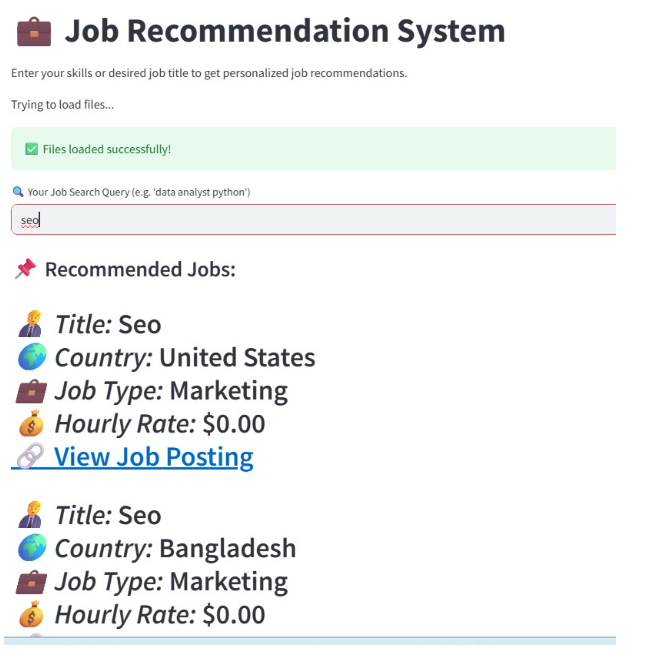 Job Recommendation System
Enter your skills or desired job title to get personalized job recommendations.
Trying to load files...
Files loaded successfully!
Your Job Search Query (e.g. 'data analyst python')
seo
Recommended Jobs:
Title: Seo
Country: United States
Job Type: Marketing
Hourly Rate: $0.00
View Job Posting
Title: Seo
Country: Bangladesh
Job Type: Marketing
Hourly Rate: $0.00